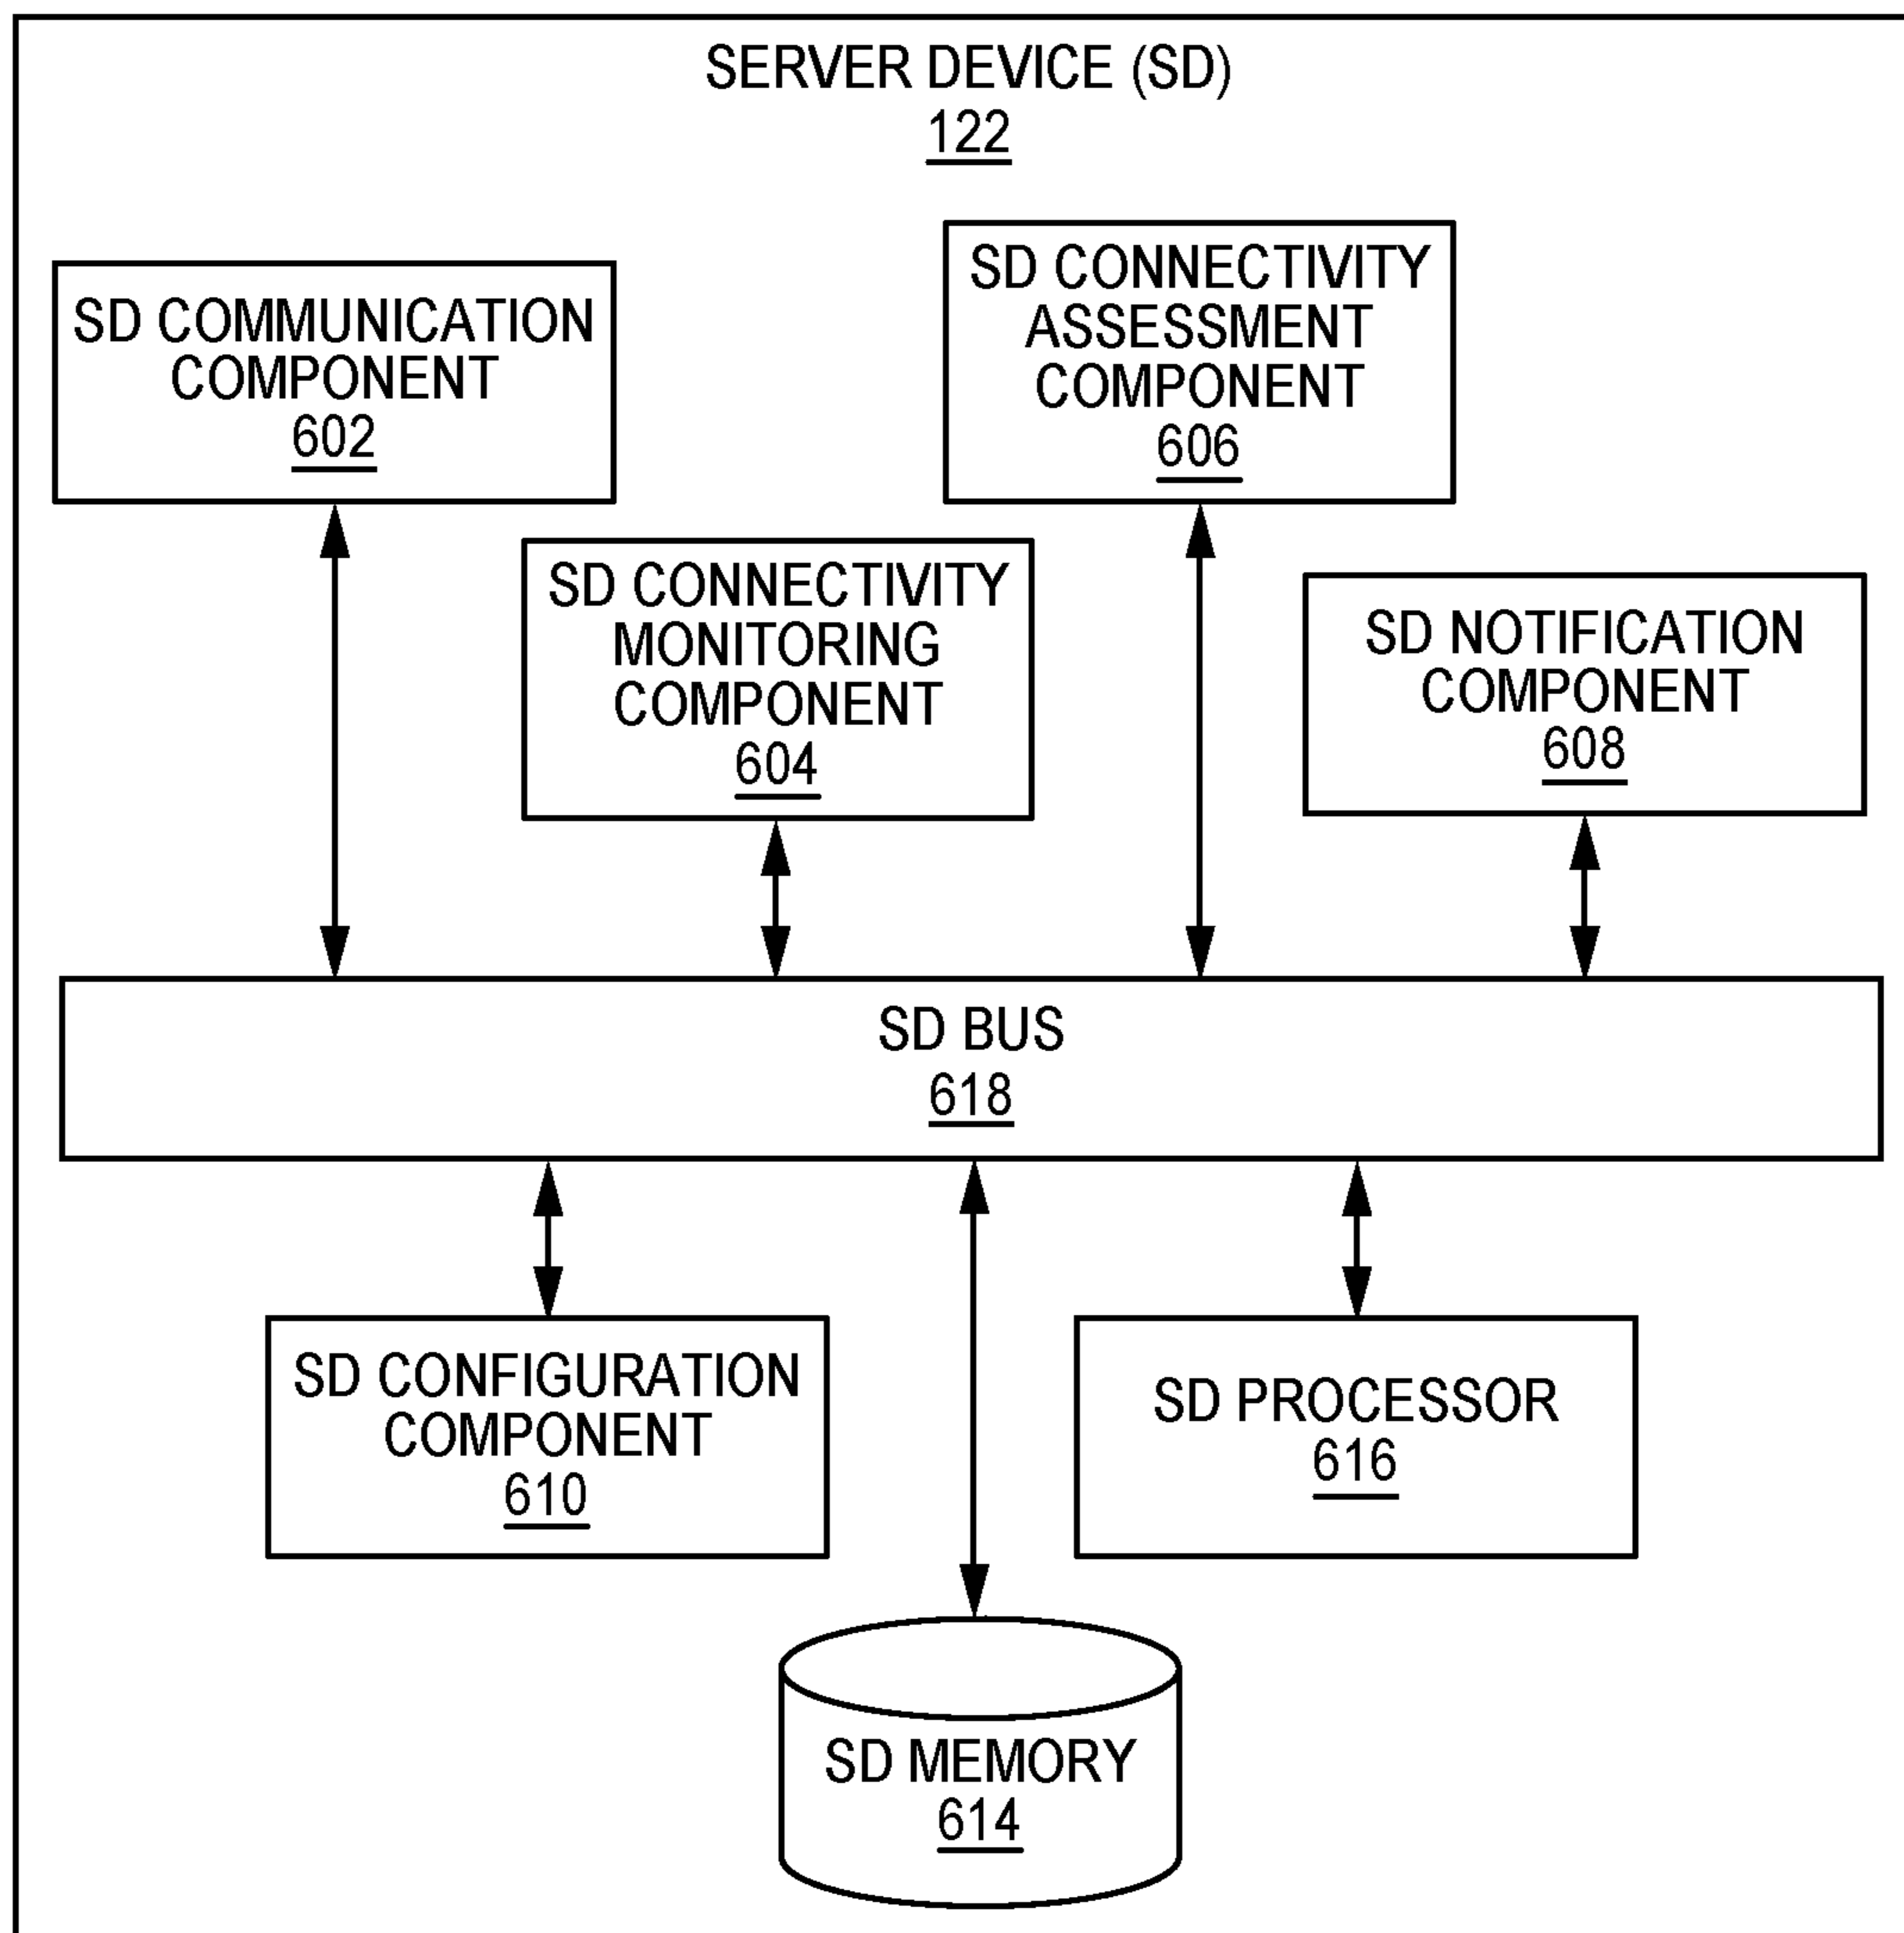 SERVER DEVICE (SD)
122
SD COMMUNICATION
COMPONENT
602
SD CONNECTIVITY
ASSESSMENT
COMPONENT
606
SD CONNECTIVITY
MONITORING
COMPONENT
604
SD NOTIFICATION
COMPONENT
608
SD BUS
618
SD CONFIGURATION
COMPONENT
610
SD PROCESSOR
616
SD MEMORY
614